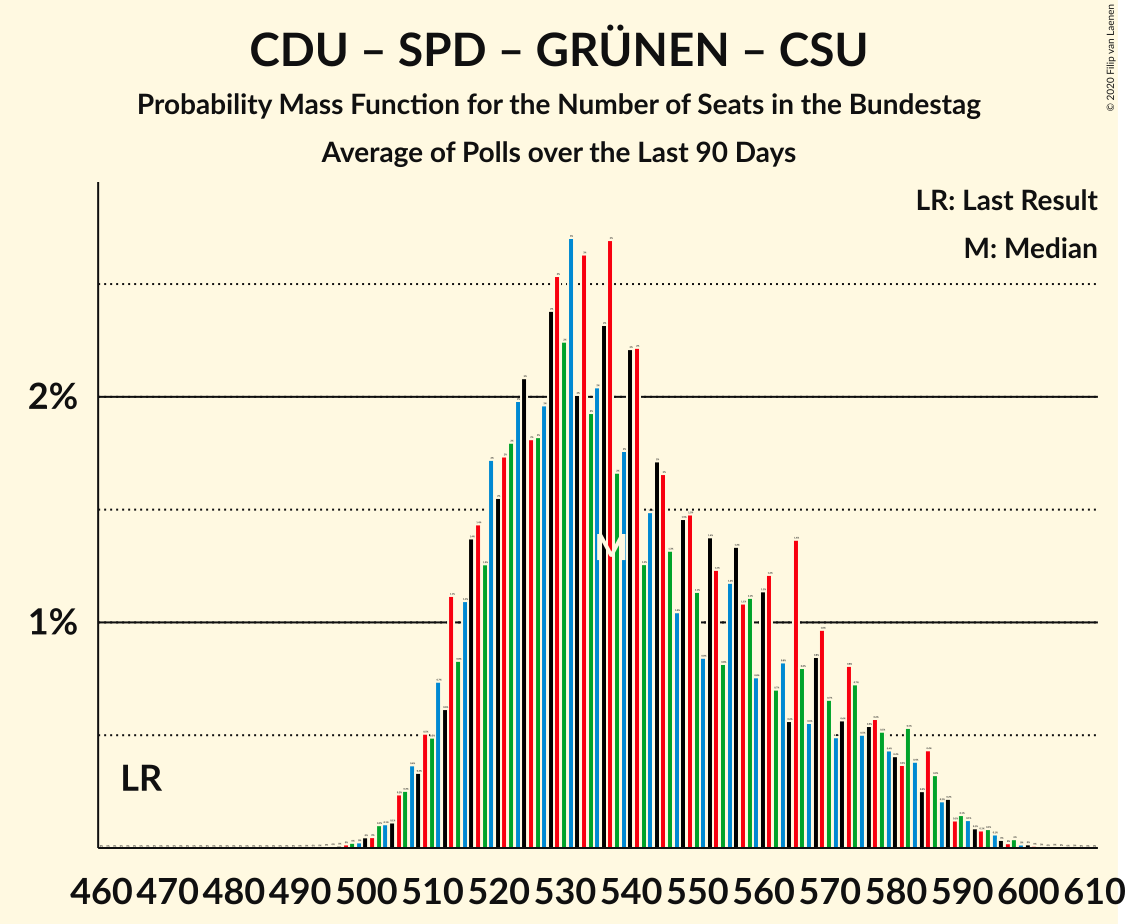 CDU – SPD – GRÜNEN – CSU
Probability Mass Function for the Number of Seats in the Bundestag
Average of Polls over the Last 90 Days
© 2020 Filip van Laenen
LR: Last Result
M: Median
2%
1%
LR
M
460 470 480 490 500 510 520 530 540 550 560 570 580 590 600 610